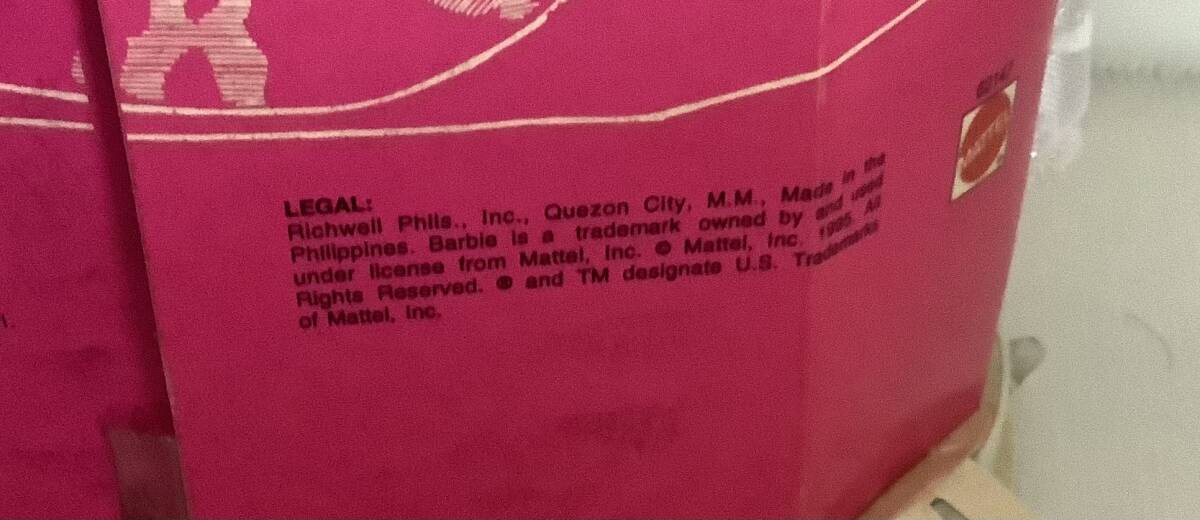 LEGAL:
Richwell Phils., Inc., Quezon City, M.M., Made in the
Philippines. Barbie is a trademark owned by and used
under license from Mattel, Inc. © Mattel, Inc. 1995. All
Rights Reserved. ® and TM designate U.S. Trademarks
of Mattel, Inc.
MATTEL